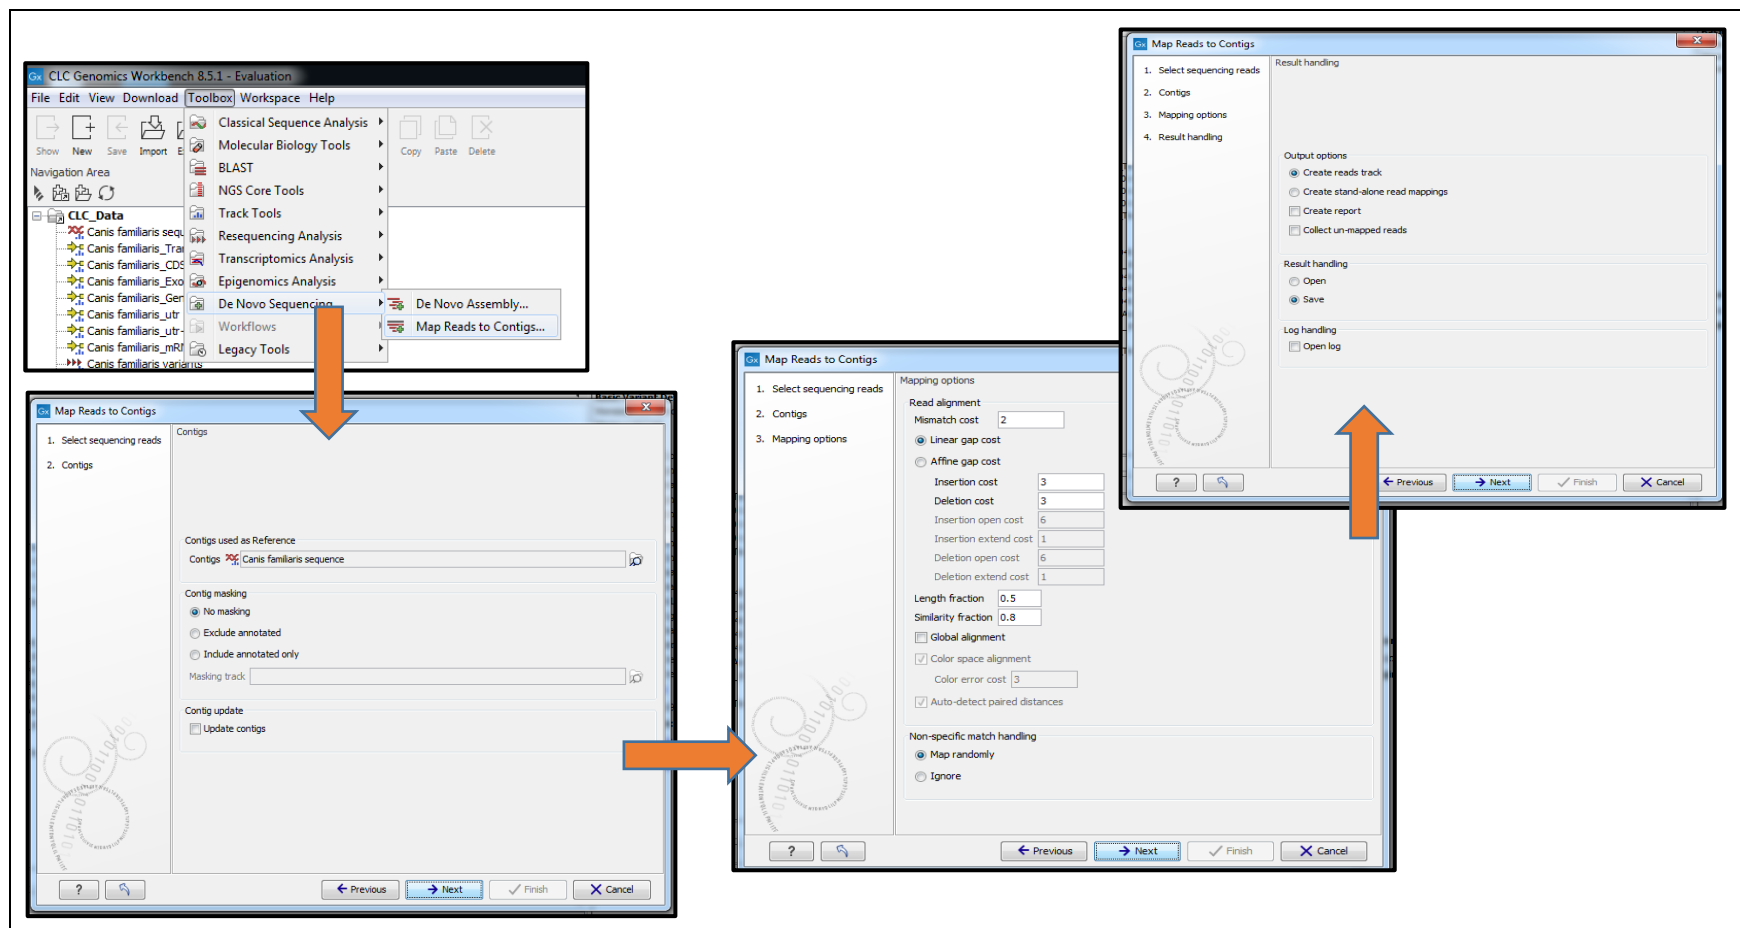 CLC Genomics Workbench 8.5.1 - Evaluation
File Edit View Download Toolbox Workspace Help
Show New Save Import
Copy Paste Delete
Navigation Area
CLC_Data
Canis familiaris
Canis familiaris
Canis familiaris_CDS
Canis familiaris
Canis familiaris
Canis familiaris_utr
Canis familiaris
Canis familiaris
Canis familiaris variants
Classical Sequence Analysis
Molecular Biology Tools
BLAST
NGS Core Tools
Track Tools
Resequencing Analysis
Transcriptomics Analysis
Epigenomics Analysis
De Novo Sequencing
Workflows
Legacy Tools
De Novo Assembly...
Map Reads to Contigs...
Map Reads to Contigs
1. Select sequencing reads
2. Contigs
Contigs
Contigs used as Reference
Contigs Canis familiaris sequence
Contig masking
No masking
Exclude annotated
Include annotated only
Masking track
Contig update
Update contigs
? Previous Next Finish Cancel
Map Reads to Contigs
1. Select sequencing reads
2. Contigs
3. Mapping options
Mapping options
Read alignment
Mismatch cost 2
Linear gap cost
Affine gap cost
Insertion cost 3
Deletion cost 3
Insertion open cost 6
Insertion extend cost 1
Deletion open cost 6
Deletion extend cost 1
Length fraction 0.5
Similarity fraction 0.8
Global alignment
Color space alignment
Color error cost 3
Auto-detect paired distances
Non-specific match handling
Map randomly
Ignore
? Previous Next Finish Cancel
Map Reads to Contigs
1. Select sequencing reads
2. Contigs
3. Mapping options
4. Result handling
Result handling
Output options
Create reads track
Create stand-alone read mappings
Create report
Collect un-mapped reads
Result handling
Open
Save
Log handling
Open log
? Previous Next Finish Cancel